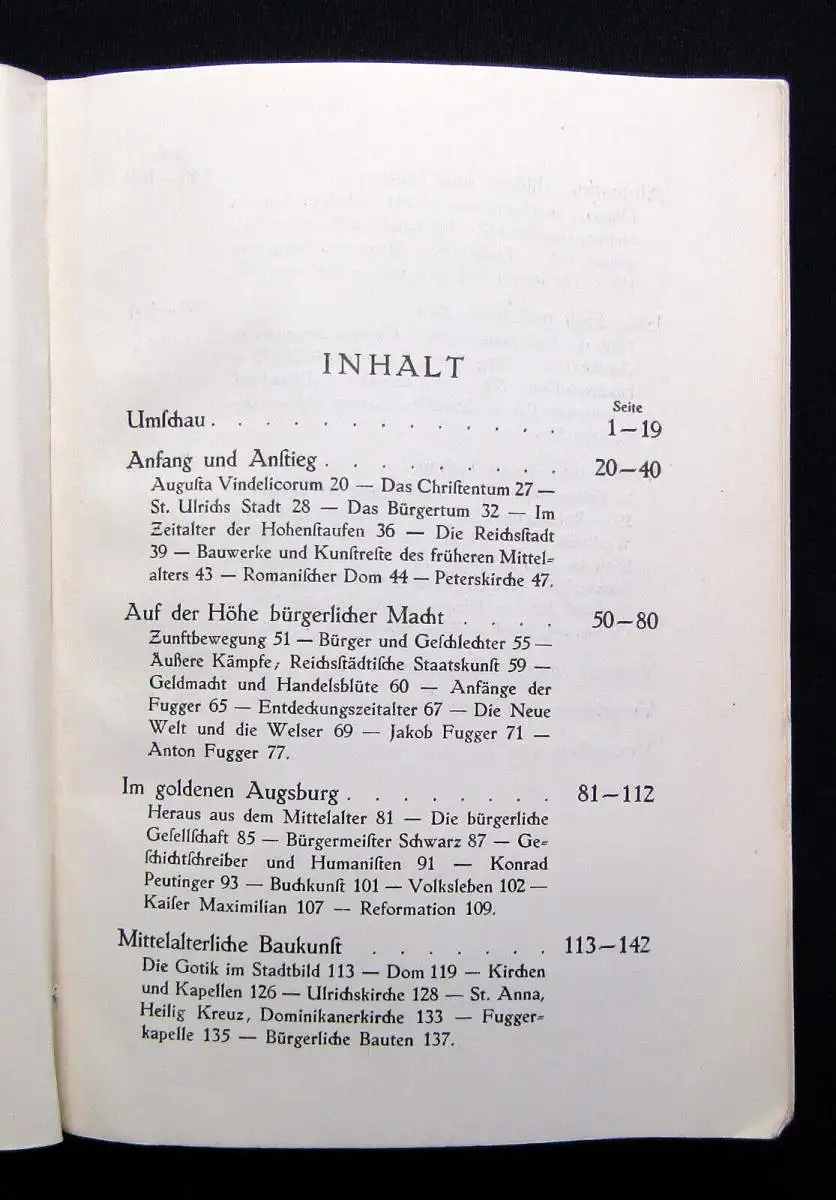 INHALT
Seite
Umſchau . . . . . . . . . . . . . 1—19
Anfang und Anſtieg . . . . . . . . . 20—40
Auguſta Vindelicorum 20 — Das Chriſtentum 27 —
St. Ulrichs Stadt 28 — Das Bürgertum 32 — Im
Zeitalter der Hohenſtaufen 36 — Die Reichsſtadt
39 — Bauwerke und Kunſtreſte des früheren Mittel=
alters 43 — Romaniſcher Dom 44 — Peterskirche 47.
Auf der Höhe bürgerlicher Macht . . . . 50—80
Zunftbewegung 51 — Bürger und Geſchlechter 55 —
Äußere Kämpfe, Reichsſtädtiſche Staatskunſt 59 —
Geldmacht und Handelsblüte 60 — Anfänge der
Fugger 65 — Entdeckungszeitalter 67 — Die Neue
Welt und die Welser 69 — Jakob Fugger 71 —
Anton Fugger 77.
Im goldenen Augsburg . . . . . . . . 81—112
Heraus aus dem Mittelalter 81 — Die bürgerliche
Geſellſchaft 85 — Bürgermeiſter Schwarz 87 — Ge=
ſchichtſchreiber und Humaniſten 91 — Konrad
Peutinger 93 — Buchkunſt 101 — Volksleben 102 —
Kaiſer Maximilian 107 — Reformation 109.
Mittelalterliche Baukunſt . . . . . . . 113—142
Die Gotik im Stadtbild 113 — Dom 119 — Kirchen
und Kapellen 126 — Ulrichskirche 128 — St. Anna,
Heilig Kreuz, Dominikanerkirche 133 — Fugger=
kapelle 135 — Bürgerliche Bauten 137.